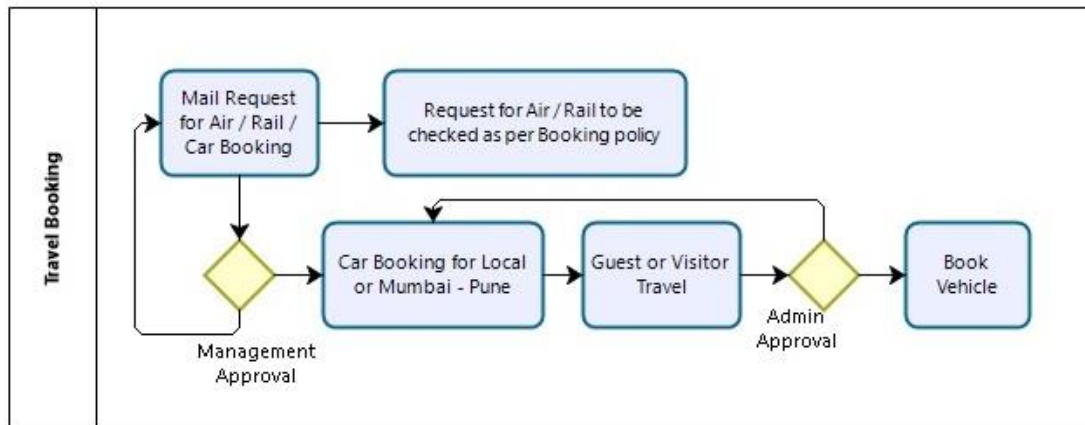 Travel Booking
Mail Request
for Air / Rail /
Car Booking
Request for Air / Rail to be
checked as per Booking policy
Management
Approval
Car Booking for Local
or Mumbai - Pune
Guest or Visitor
Travel
Admin
Approval
Book
Vehicle